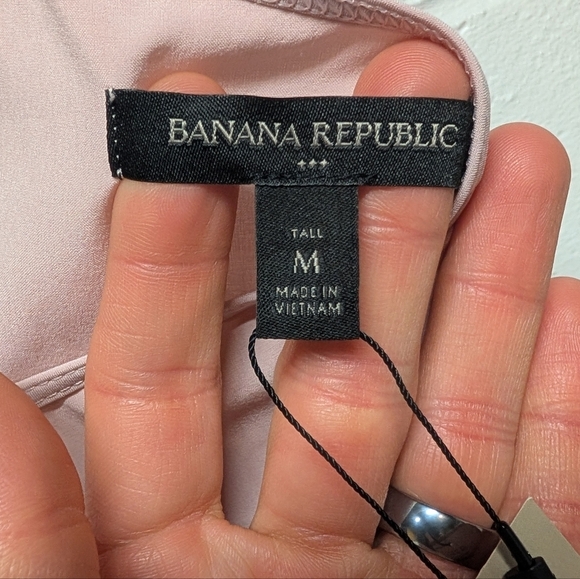 BANANA REPUBLIC
TALL
M
MADE IN
VIETNAM